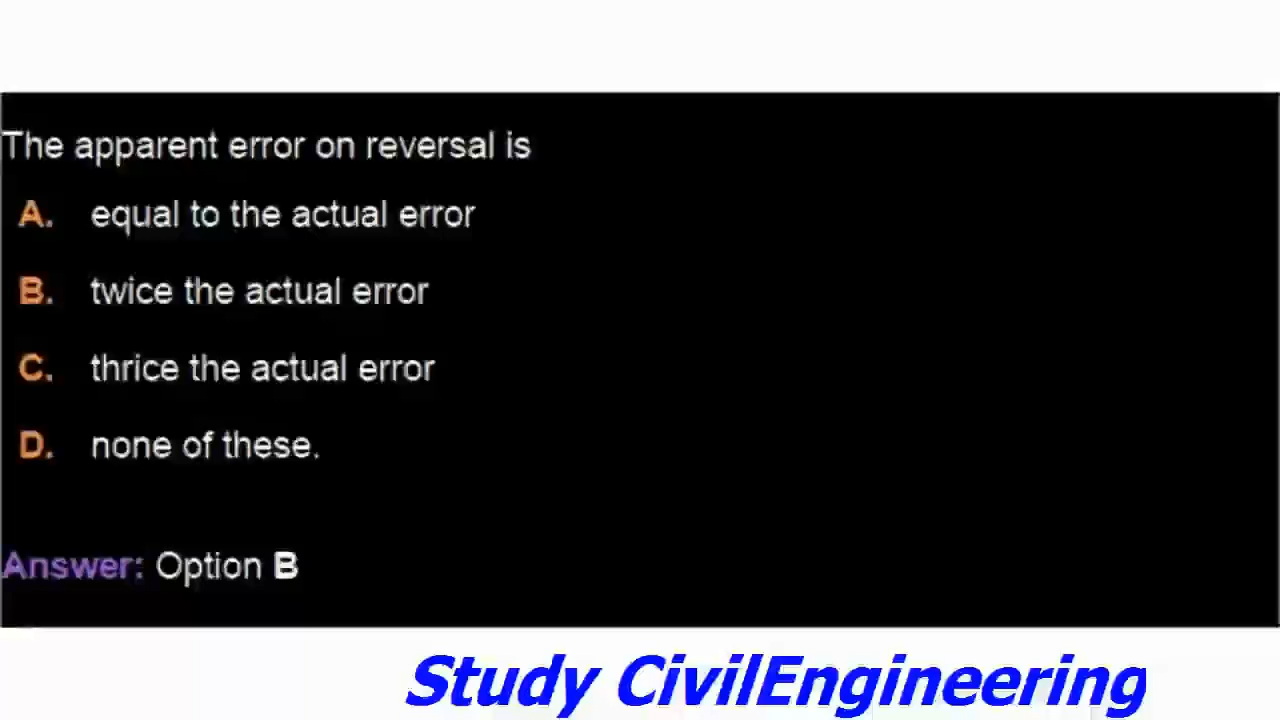 The apparent error on reversal is
A. equal to the actual error
B. twice the actual error
C. thrice the actual error
D. none of these.
Answer: Option B
Study CivilEngineering